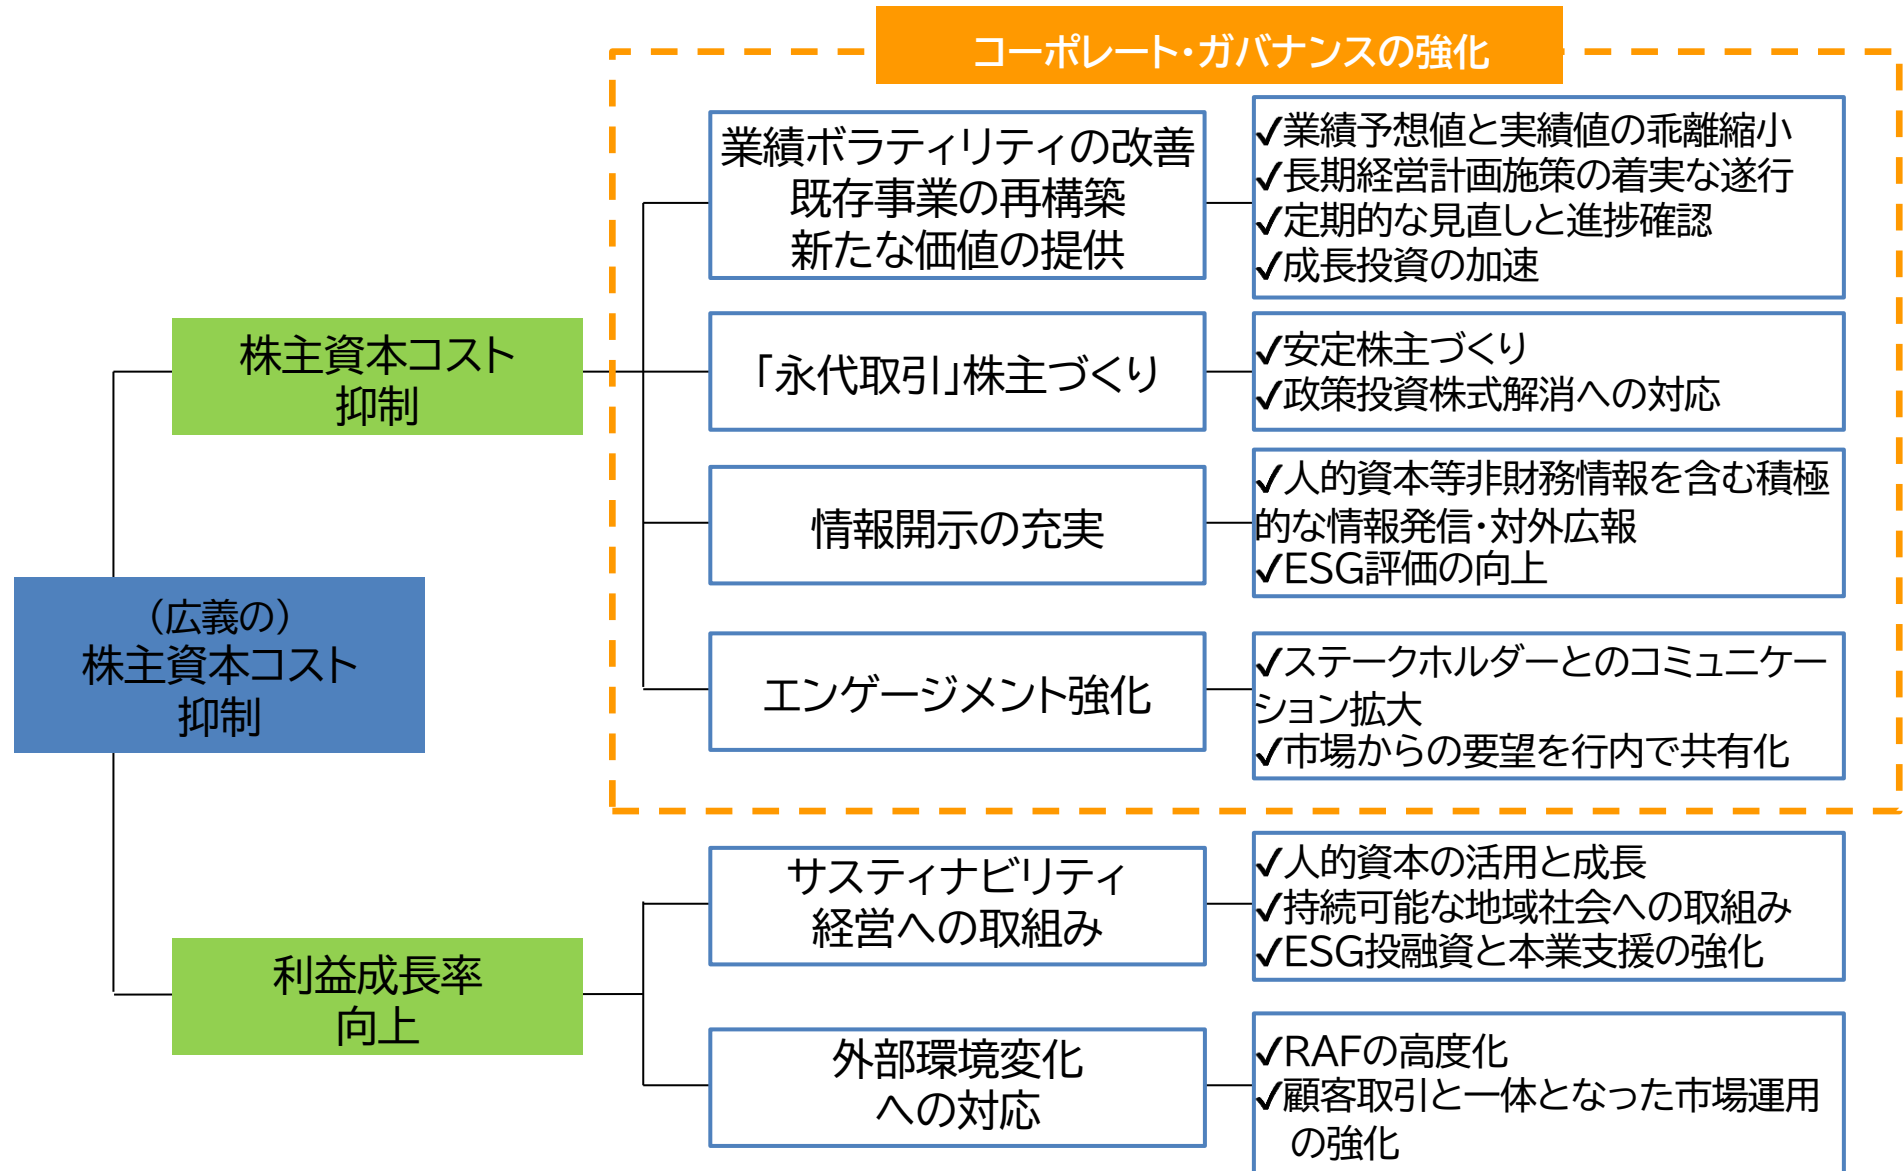 コーポレート・ガバナンスの強化
業績ボラティリティの改善
既存事業の再構築
新たな価値の提供
✓業績予想値と実績値の乖離縮小
✓長期経営計画施策の着実な遂行
✓定期的な見直しと進捗確認
✓成長投資の加速
株主資本コスト
抑制
「永代取引」株主づくり
✓安定株主づくり
✓政策投資株式解消への対応
情報開示の充実
✓人的資本等非財務情報を含む積極
的な情報発信・対外広報
✓ESG評価の向上
（広義の）
株主資本コスト
抑制
エンゲージメント強化
✓ステークホルダーとのコミュニケー
ション拡大
✓市場からの要望を行内で共有化
サスティナビリティ
経営への取組み
✓人的資本の活用と成長
✓持続可能な地域社会への取組み
✓ESG投融資と本業支援の強化
利益成長率
向上
外部環境変化
への対応
✓RAFの高度化
✓顧客取引と一体となった市場運用
の強化